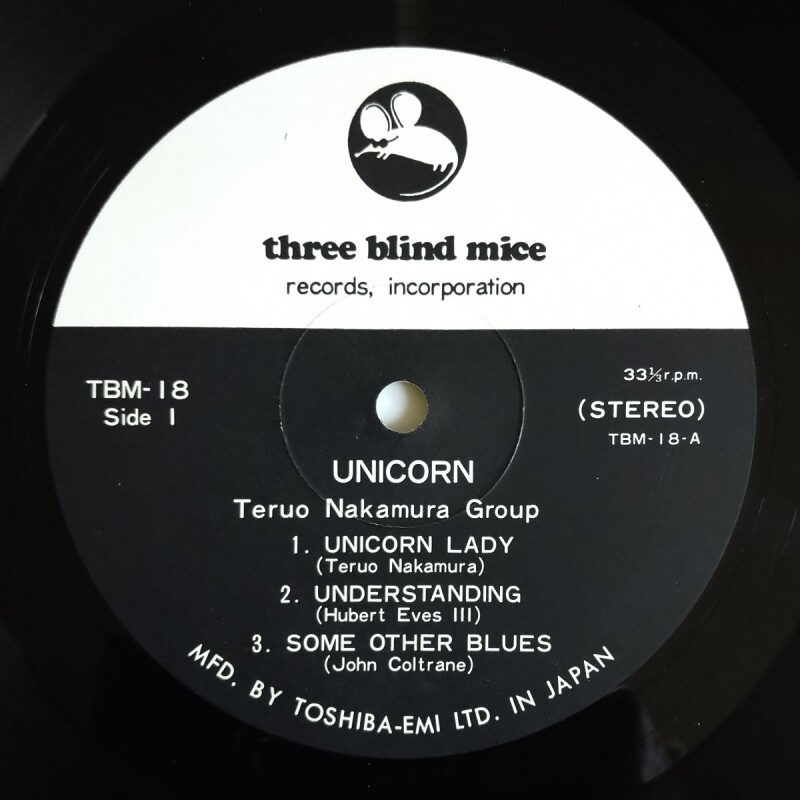 three blind mice
records, incorporation
TBM-18
Side 1
33⅓r.p.m.
(STEREO)
TBM-18-A
UNICORN
Teruo Nakamura Group
1. UNICORN LADY
(Teruo Nakamura)
2. UNDERSTANDING
(Hubert Eves III)
3. SOME OTHER BLUES
(John Coltrane)
MFD. BY TOSHIBA-EMI LTD. IN JAPAN